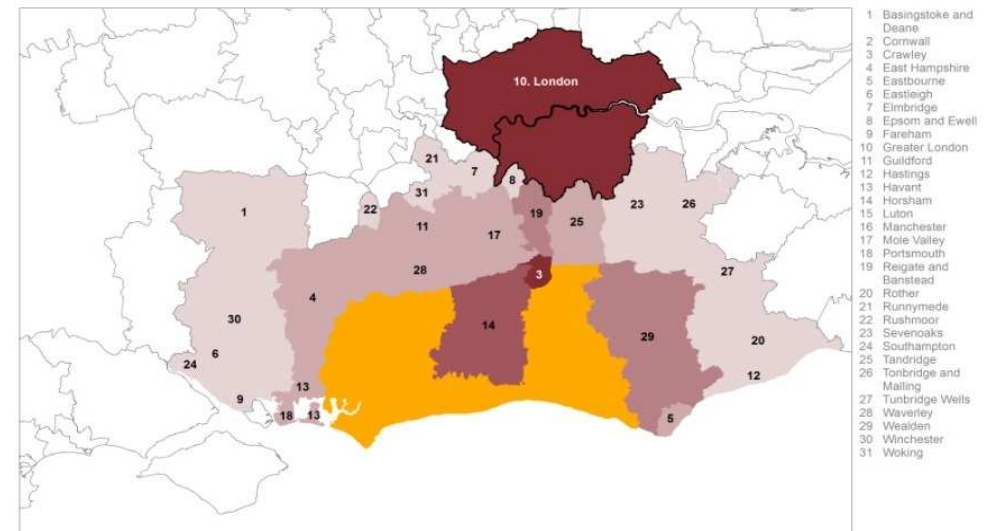 10. London
21
7
8
31
1
22
11
19
23
26
17
25
28
3
27
4
30
14
29
20
6
24
12
13
9
18
13
5
1 Basingstoke and
Deane
2 Cornwall
3 Crawley
4 East Hampshire
5 Eastbourne
6 Eastleigh
7 Elmbridge
8 Epsom and Ewell
9 Fareham
10 Greater London
11 Guildford
12 Hastings
13 Havant
14 Horsham
15 Luton
16 Manchester
17 Mole Valley
18 Portsmouth
19 Reigate and
Banstead
20 Rother
21 Runnymede
22 Rushmoor
23 Sevenoaks
24 Southampton
25 Tandridge
26 Tonbridge and
Malling
27 Tunbridge Wells
28 Waverley
29 Wealden
30 Winchester
31 Woking